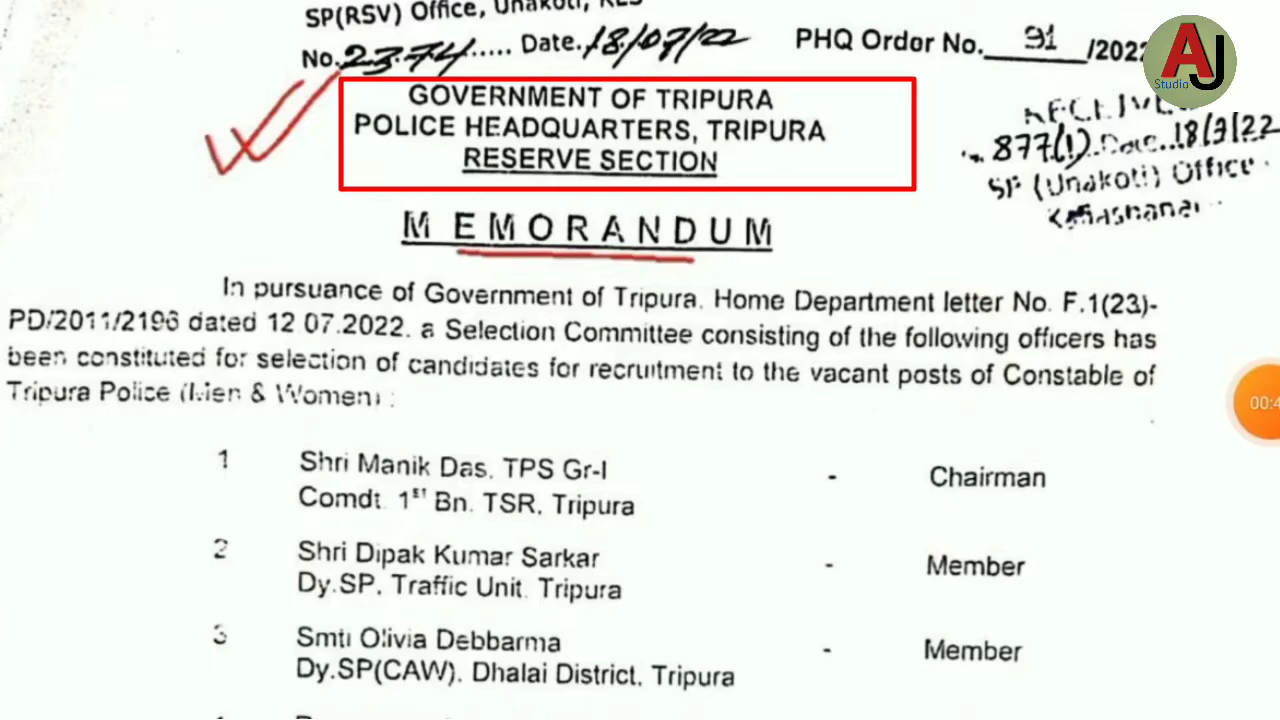 SP(RSV) Office, Unakoti,
No. 2374..... Date. 18/07/22
PHQ Order No. 91 /2022
AJ
Studio
GOVERNMENT OF TRIPURA
POLICE HEADQUARTERS, TRIPURA
RESERVE SECTION
877(1) Date..18/7/22
SP (Unakoti) Office
MEMORANDUM
In pursuance of Government of Tripura. Home Department letter No. F.1(23)-
PD/2011/2196 dated 12.07.2022. a Selection Committee consisting of the following officers has
been constituted for selection of candidates for recruitment to the vacant posts of Constable of
Tripura Police (Men & Women) :
1 Shri Manik Das. TPS Gr-I - Chairman
Comdt. 1st Bn. TSR, Tripura
2 Shri Dipak Kumar Sarkar - Member
Dy.SP, Traffic Unit. Tripura
3 Smti Olivia Debbarma - Member
Dy.SP(CAW). Dhalai District, Tripura